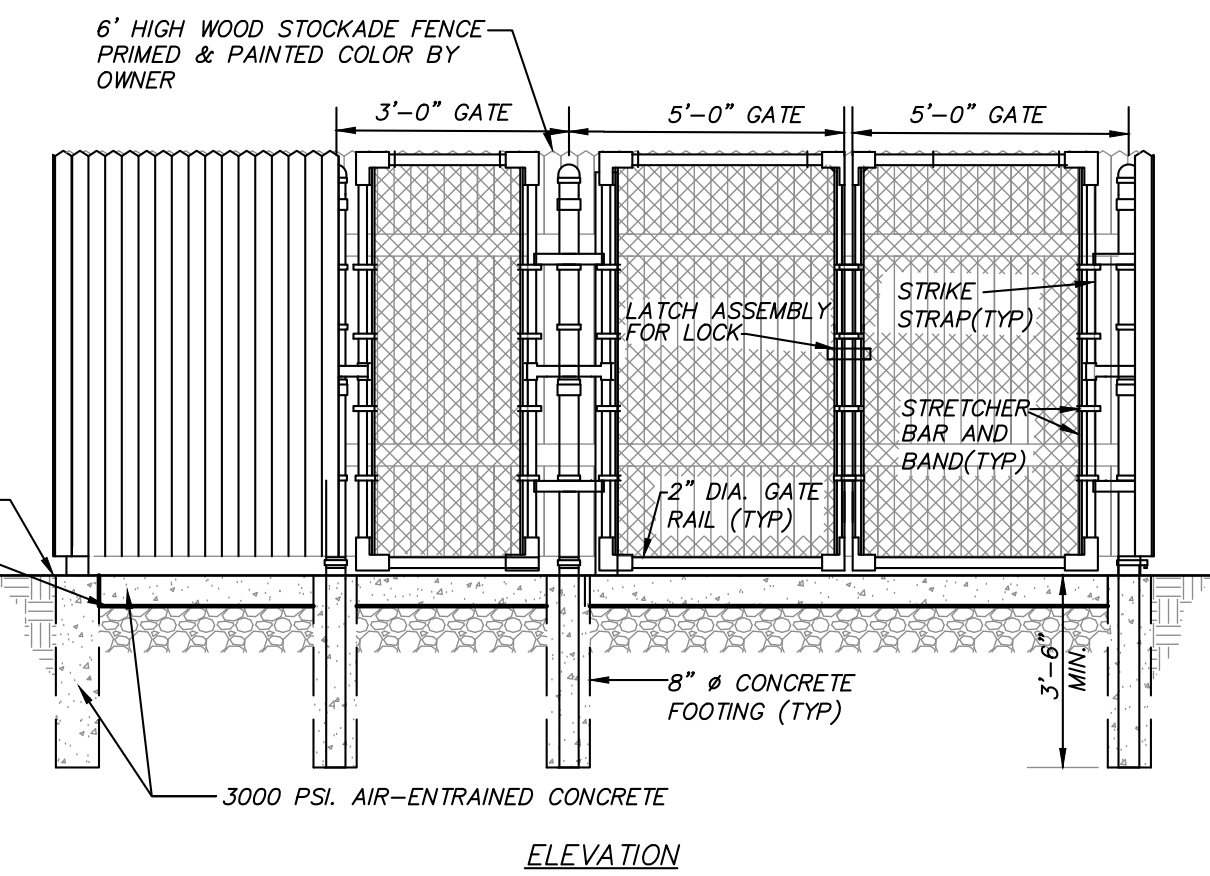 6' HIGH WOOD STOCKADE FENCE
PRIMED & PAINTED COLOR BY
OWNER
3'-0" GATE
5'-0" GATE
5'-0" GATE
LATCH ASSEMBLY
FOR LOCK
STRIKE
STRAP(TYP)
STRETCHER
BAR AND
BAND(TYP)
2" DIA. GATE
RAIL (TYP)
3'-6"
MIN.
8" ø CONCRETE
FOOTING (TYP)
3000 PSI. AIR-ENTRAINED CONCRETE
ELEVATION